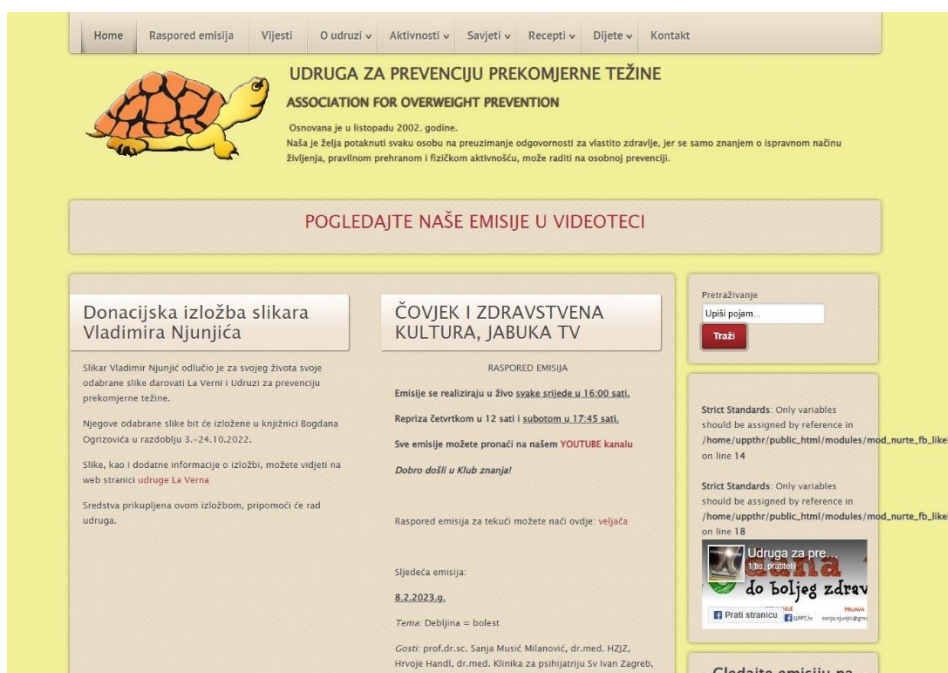 Home Raspored emisija Vijesti O udruzi Aktivnosti Savjeti Recepti Dijete Kontakt
UDRUGA ZA PREVENCIJU PREKOMJERNE TEŽINE
ASSOCIATION FOR OVERWEIGHT PREVENTION
Osnovana je u listopadu 2002. godine.
Naša je želja potaknuti svaku osobu na preuzimanje odgovornosti za vlastito zdravlje, jer se samo znanjem o ispravnom načinu
življenja, pravilnom prehranom i fizičkom aktivnošću, može raditi na osobnoj prevenciji.
POGLEDAJTE NAŠE EMISIJE U VIDEOTECI
Donacijska izložba slikara
Vladimira Njunjića
Slikar Vladimir Njunjić odlučio je za svojeg života svoje
odabrane slike darovati La Verni i Udruzi za prevenciju
prekomjerne težine.
Njegove odabrane slike bit će izložene u knjižnici Bogdana
Ogrizovića u razdoblju 3.-24.10.2022.
Slike, kao i dodatne informacije o izložbi, možete vidjeti na
web stranici udruge La Verna
Sredstva prikupljena ovom izložbom, pripomoći će rad
udruga.
ČOVJEK I ZDRAVSTVENA
KULTURA, JABUKA TV
RASPORED EMISIJA
Emisije se realiziraju u živo svake srijede u 16:00 sati.
Repriza četvrtkom u 12 sati i subotom u 17:45 sati.
Sve emisije možete pronaći na našem YOUTUBE kanalu
Dobro došli u Klub znanja!
Raspored emisija za tekući možete naći ovdje: veljača
Sljedeća emisija:
8.2.2023.g.
Tema: Debljina = bolest
Gosti: prof.dr.sc. Sanja Musić Milanović, dr.med. HZJZ,
Hrvoje Handl, dr.med. Klinika za psihijatriju Sv Ivan Zagreb,
Pretraživanje
Upiši pojam...
Traži
Strict Standards: Only variables
should be assigned by reference in
/home/uppthr/public_html/modules/mod_nurte_fb_like
on line 14
Strict Standards: Only variables
should be assigned by reference in
/home/uppthr/public_html/modules/mod_nurte_fb_like
on line 18
Udruga za pre...
dana
do boljeg zdrav
PRIJAVA
Prati stranicu
Gledajte emisiju na